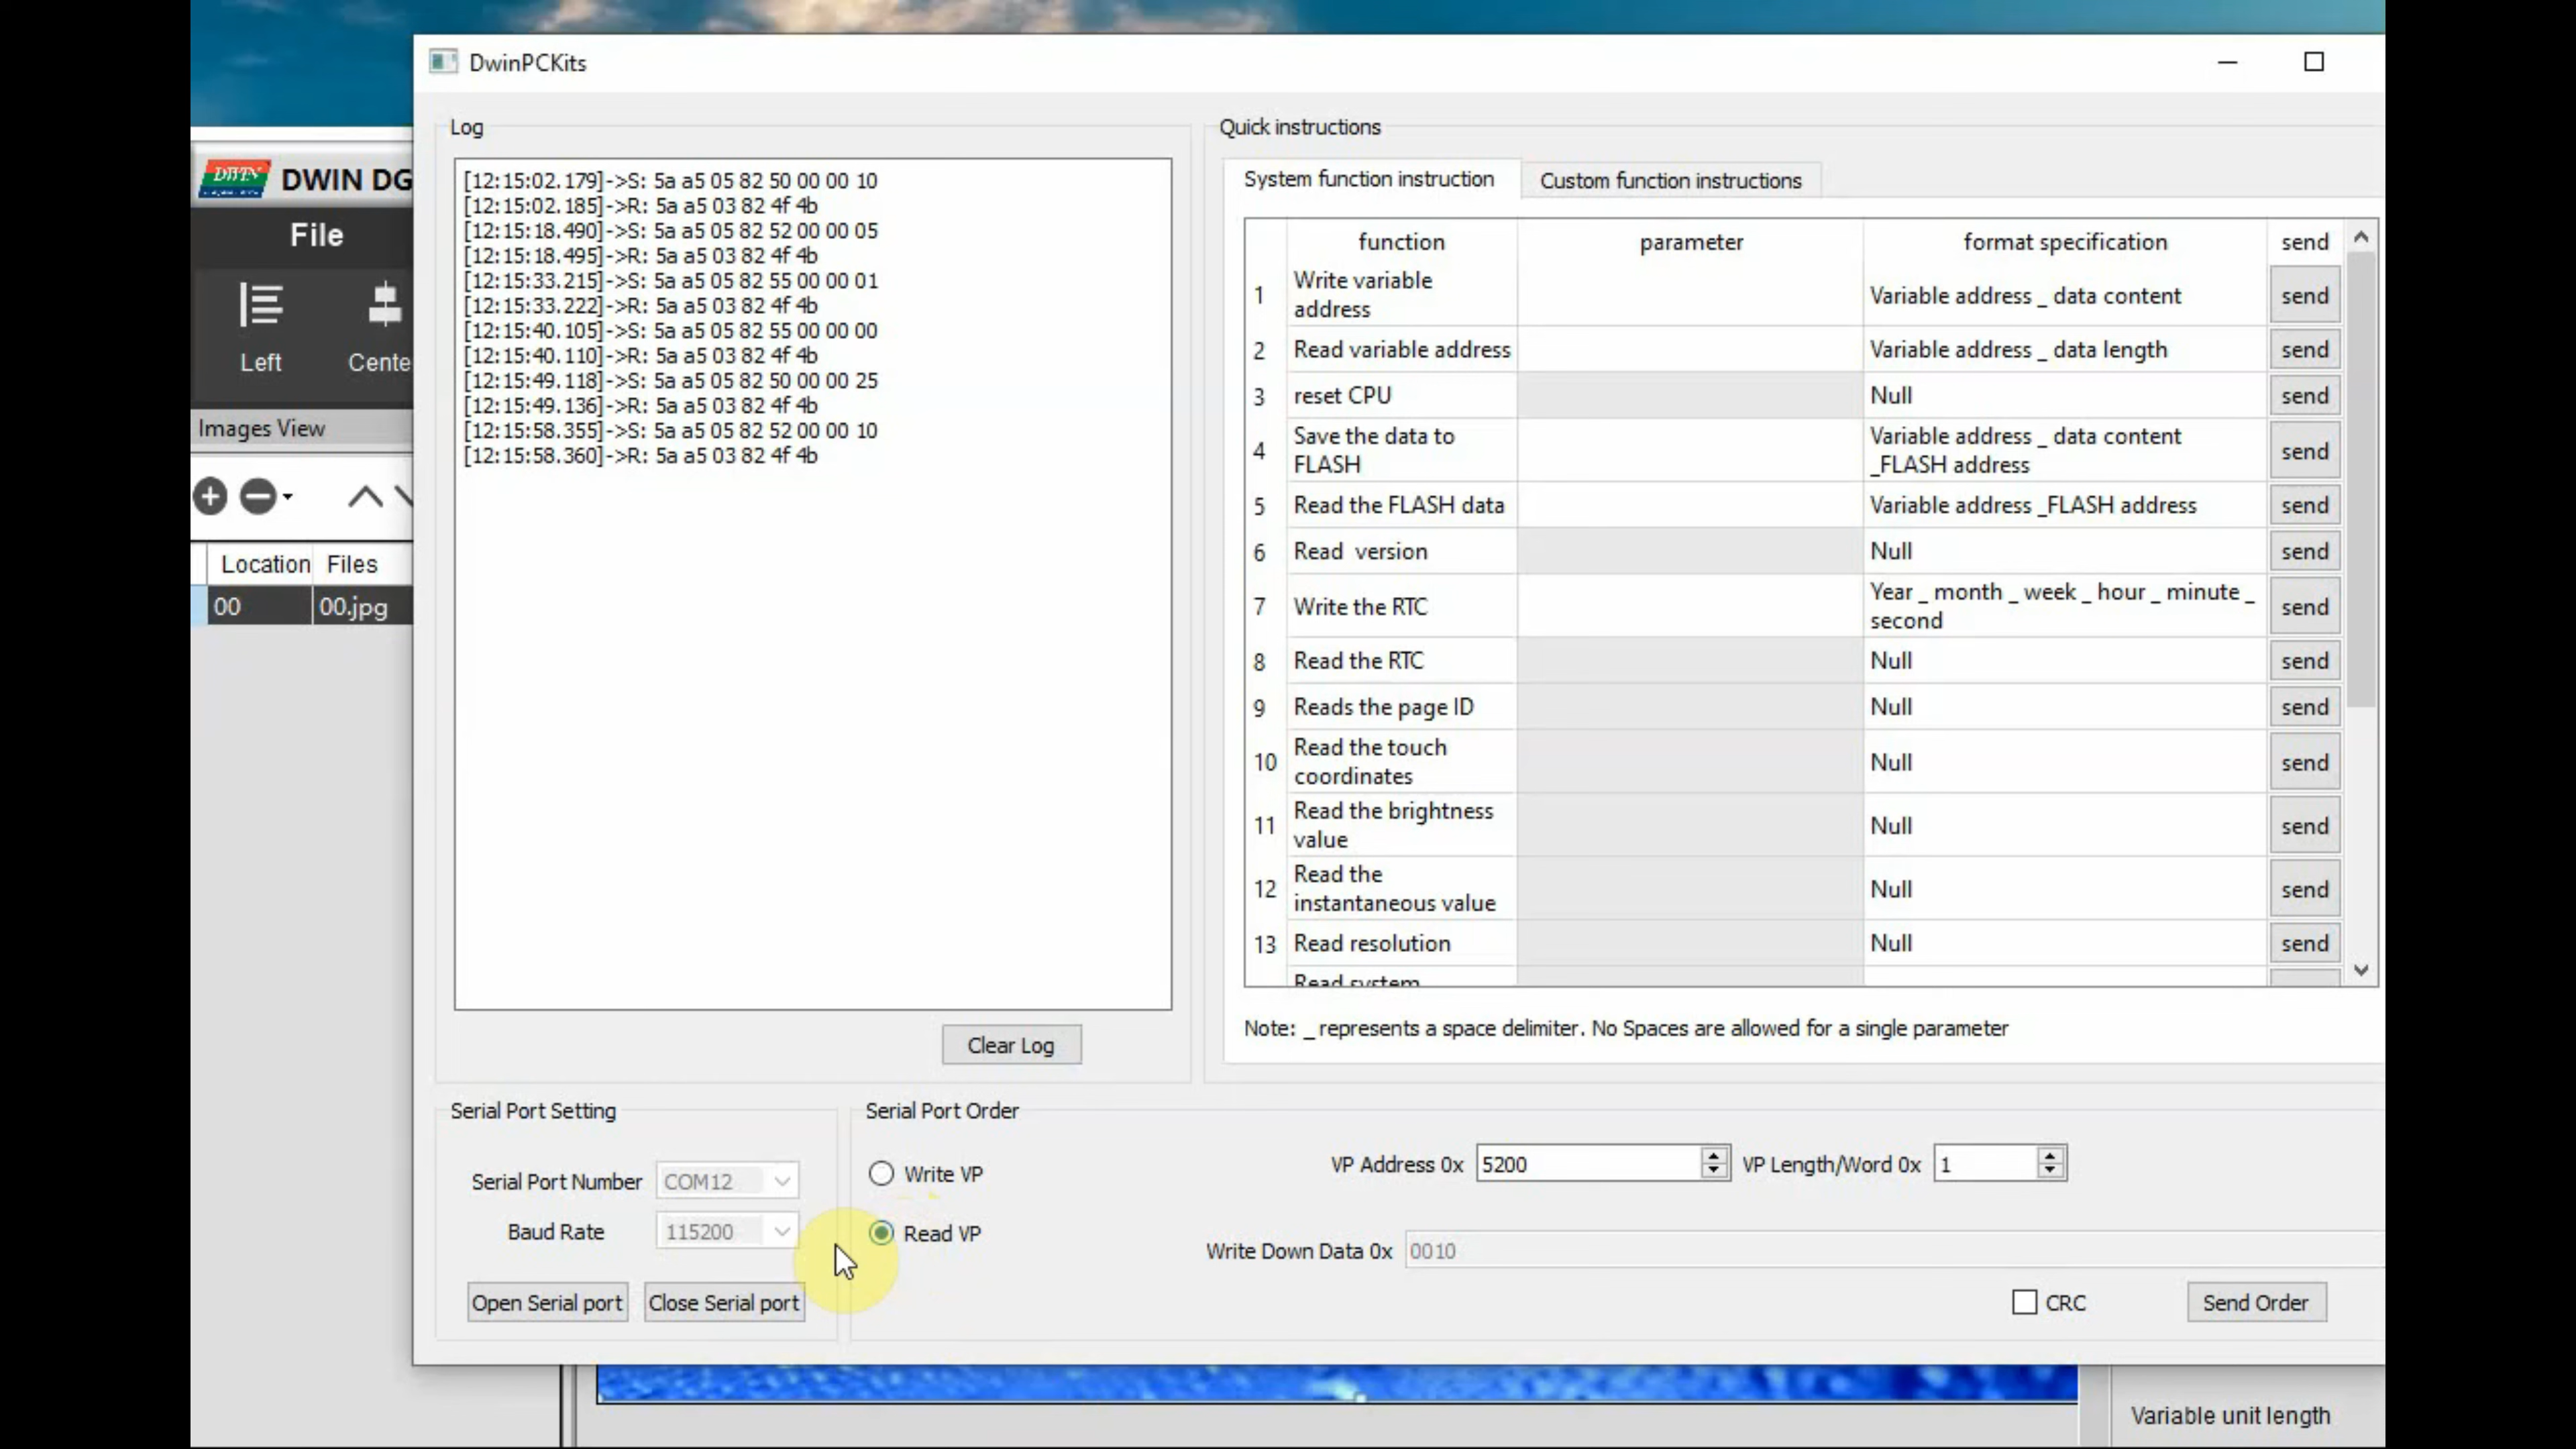 DwinPCKits
Log
Quick instructions
[12:15:02.179]->S: 5a a5 05 82 50 00 00 10
[12:15:02.185]->R: 5a a5 03 82 4f 4b
[12:15:18.490]->S: 5a a5 05 82 52 00 00 05
[12:15:18.495]->R: 5a a5 03 82 4f 4b
[12:15:33.215]->S: 5a a5 05 82 55 00 00 01
[12:15:33.222]->R: 5a a5 03 82 4f 4b
[12:15:40.105]->S: 5a a5 05 82 55 00 00 00
[12:15:40.110]->R: 5a a5 03 82 4f 4b
[12:15:49.118]->S: 5a a5 05 82 50 00 00 25
[12:15:49.136]->R: 5a a5 03 82 4f 4b
[12:15:58.355]->S: 5a a5 05 82 52 00 00 10
[12:15:58.360]->R: 5a a5 03 82 4f 4b
Clear Log
DWIN DWIN DG
File
Left Cente
Images View
Location Files
00 00.jpg
System function instruction Custom function instructions
function parameter format specification send
1 Write variable
address Variable address _ data content send
2 Read variable address Variable address _ data length send
3 reset CPU Null send
4 Save the data to
FLASH Variable address _ data content
_FLASH address send
5 Read the FLASH data Variable address _FLASH address send
6 Read version Null send
7 Write the RTC Year _ month _ week _ hour _ minute _
second send
8 Read the RTC Null send
9 Reads the page ID Null send
10 Read the touch
coordinates Null send
11 Read the brightness
value Null send
12 Read the
instantaneous value Null send
13 Read resolution Null send
Read system
Note: _ represents a space delimiter. No Spaces are allowed for a single parameter
Serial Port Setting
Serial Port Number COM12
Baud Rate 115200
Open Serial port Close Serial port
Serial Port Order
Write VP
Read VP
VP Address 0x 5200 VP Length/Word 0x 1
Write Down Data 0x 0010
CRC Send Order
Variable unit length